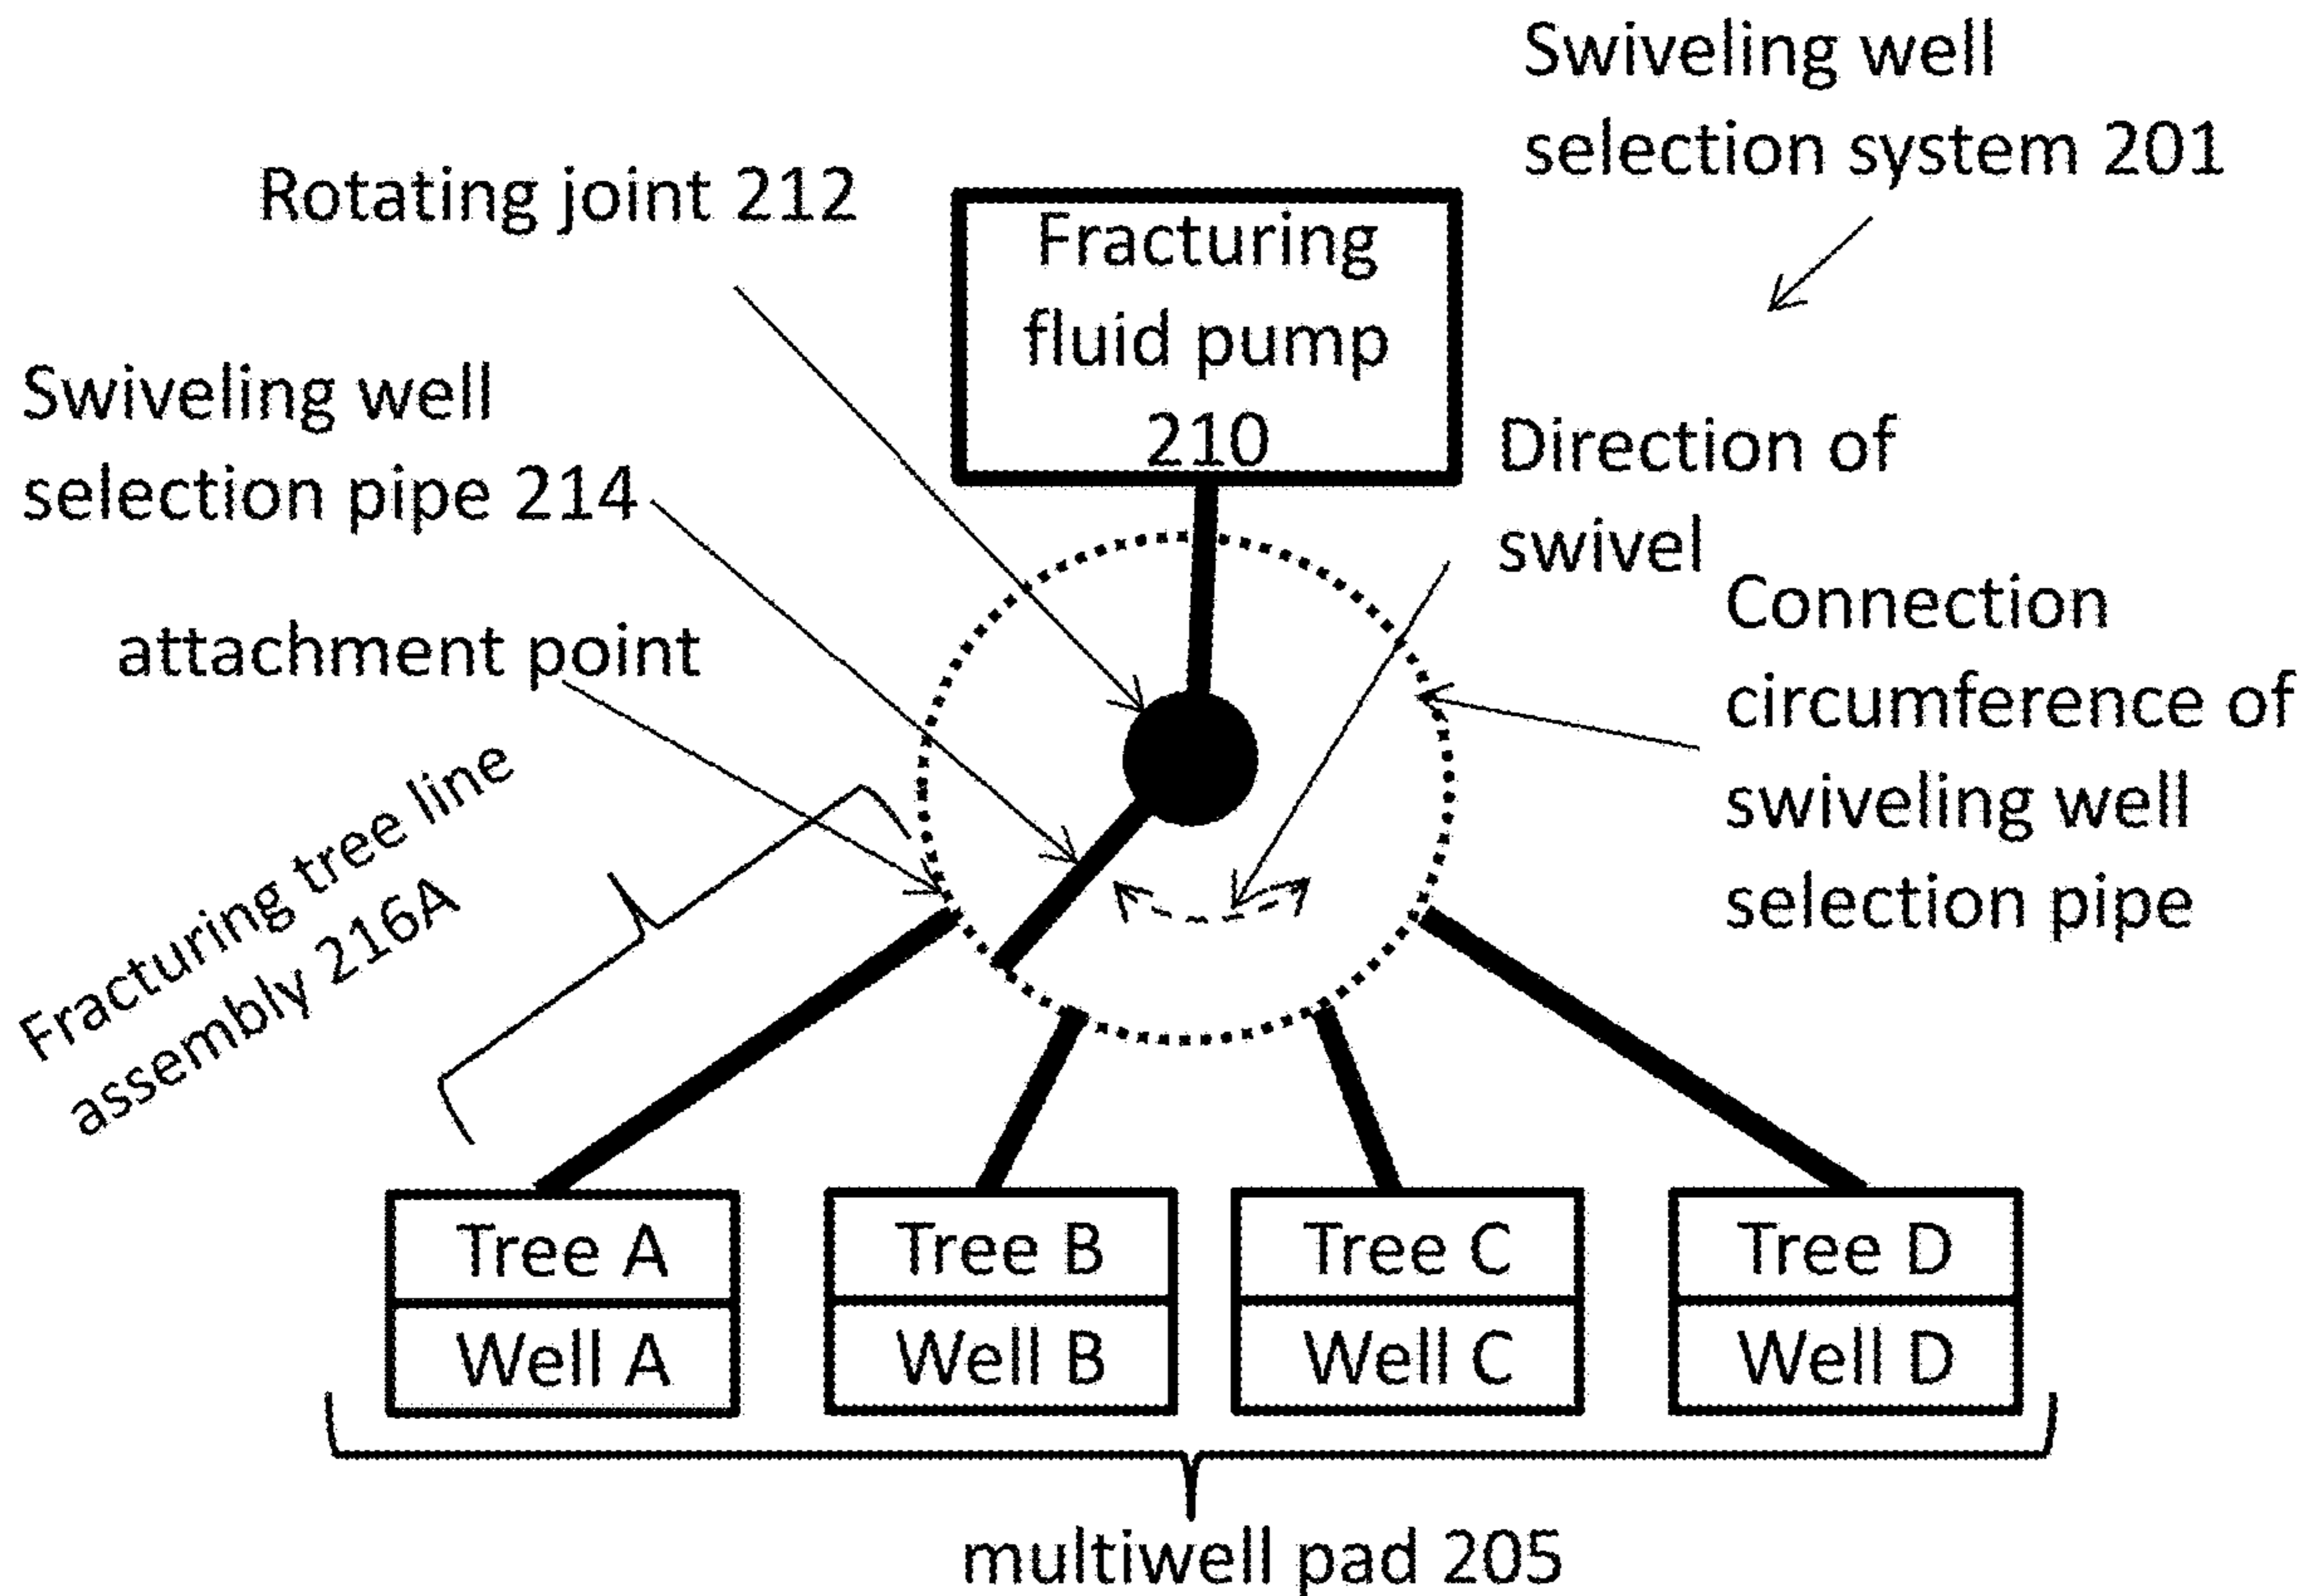 Swiveling well
selection system 201
Rotating joint 212
Fracturing
fluid pump
210
Swiveling well
selection pipe 214
Direction of
swivel
attachment point
Connection
circumference of
swiveling well
selection pipe
Fracturing tree line
assembly 216A
Tree A
Well A
Tree B
Well B
Tree C
Well C
Tree D
Well D
multiwell pad 205